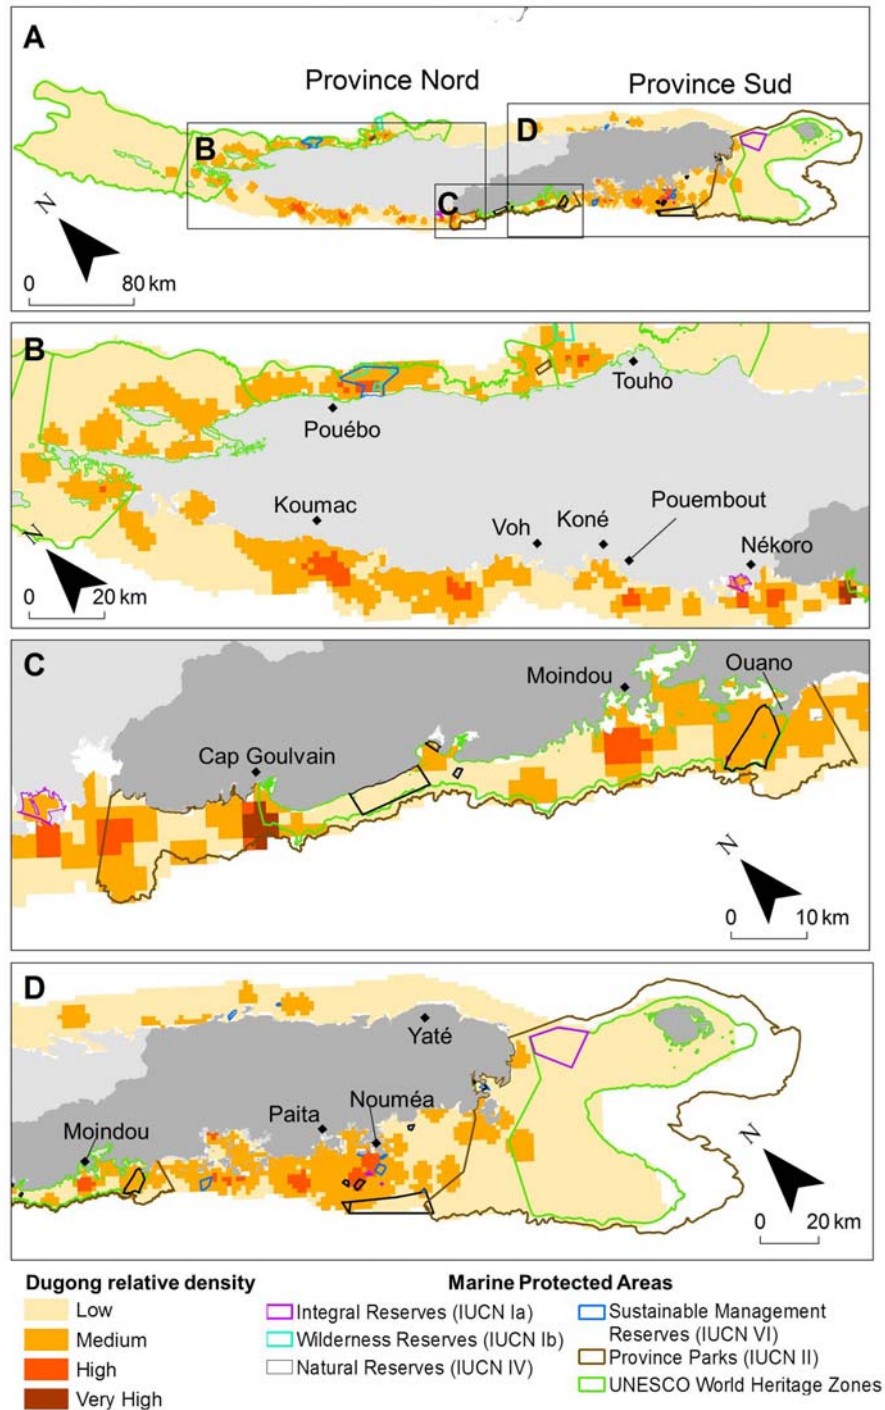 A
Province Nord
Province Sud
D
B
C
N
0 80 km
B
Touho
Pouébo
Koumac
Pouembout
Voh Koné
Nékoro
N
0 20 km
C
Ouano
Moindou
Cap Goulvain
N
0 10 km
D
Yaté
Nouméa
Paita
Moindou
N
0 20 km
Dugong relative density
Low
Medium
High
Very High
Marine Protected Areas
Integral Reserves (IUCN Ia)
Wilderness Reserves (IUCN Ib)
Natural Reserves (IUCN IV)
Sustainable Management
Reserves (IUCN VI)
Province Parks (IUCN II)
UNESCO World Heritage Zones